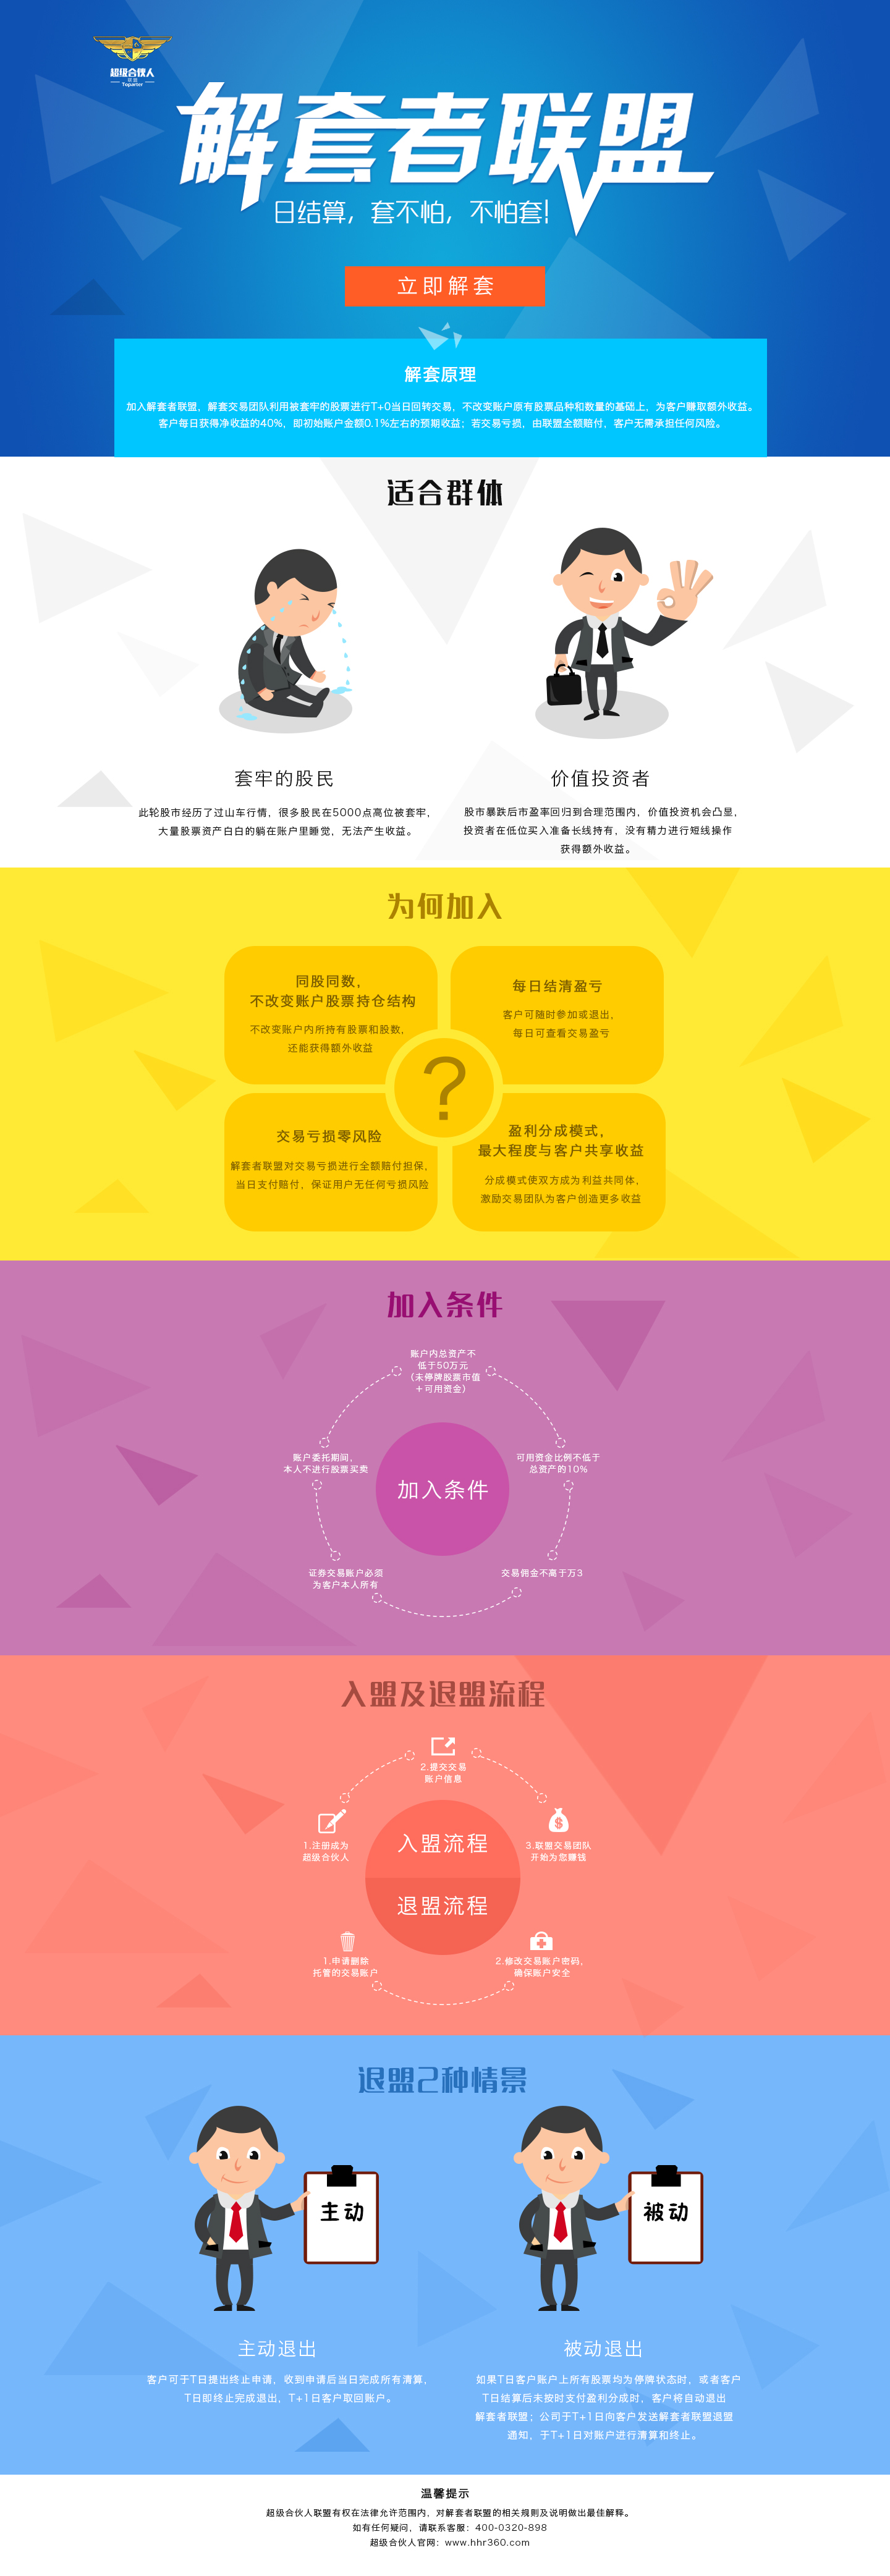 超级合伙人
联盟
Toparter
解套者联盟
日结算，套不怕，不怕套!
立即解套
解套原理
加入解套者联盟，解套交易团队利用被套牢的股票进行T+0当日回转交易，不改变账户原有股票品种和数量的基础上，为客户赚取额外收益。
客户每日获得净收益的40%，即初始账户金额0.1%左右的预期收益；若交易亏损，由联盟全额赔付，客户无需承担任何风险。
适合群体
套牢的股民
此轮股市经历了过山车行情，很多股民在5000点高位被套牢，
大量股票资产白白的躺在账户里睡觉，无法产生收益。
价值投资者
股市暴跌后市盈率回归到合理范围内，价值投资机会凸显，
投资者在低位买入准备长线持有，没有精力进行短线操作
获得额外收益。
为何加入
同股同数，
不改变账户股票持仓结构
不改变账户内所持有股票和股数，
还能获得额外收益
每日结清盈亏
客户可随时参加或退出，
每日可查看交易盈亏
?
交易亏损零风险
解套者联盟对交易亏损进行全额赔付担保，
当日支付赔付，保证用户无任何亏损风险
盈利分成模式，
最大程度与客户共享收益
分成模式使双方成为利益共同体，
激励交易团队为客户创造更多收益
加入条件
账户内总资产不
低于50万元
（未停牌股票市值
+可用资金）
账户委托期间，
本人不进行股票买卖
可用资金比例不低于
总资产的10%
加入条件
证券交易账户必须
为客户本人所有
交易佣金不高于万3
入盟及退盟流程
2.提交交易
账户信息
1.注册成为
超级合伙人
3.联盟交易团队
开始为您赚钱
入盟流程
退盟流程
1.申请删除
托管的交易账户
2.修改交易账户密码，
确保账户安全
退盟2种情景
主动
被动
主动退出
客户可于T日提出终止申请，收到申请后当日完成所有清算，
T日即终止完成退出，T+1日客户取回账户。
被动退出
如果T日客户账户上所有股票均为停牌状态时，或者客户
T日结算后未按时支付盈利分成时，客户将自动退出
解套者联盟；公司于T+1日向客户发送解套者联盟退盟
通知，于T+1日对账户进行清算和终止。
温馨提示
超级合伙人联盟有权在法律允许范围内，对解套者联盟的相关规则及说明做出最佳解释。
如有任何疑问，请联系客服：400-0320-898
超级合伙人官网：www.hhr360.com